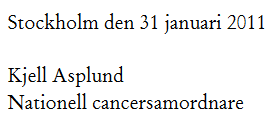 Stockholm den 31 januari 2011
Kjell Asplund
Nationell cancersamordnare